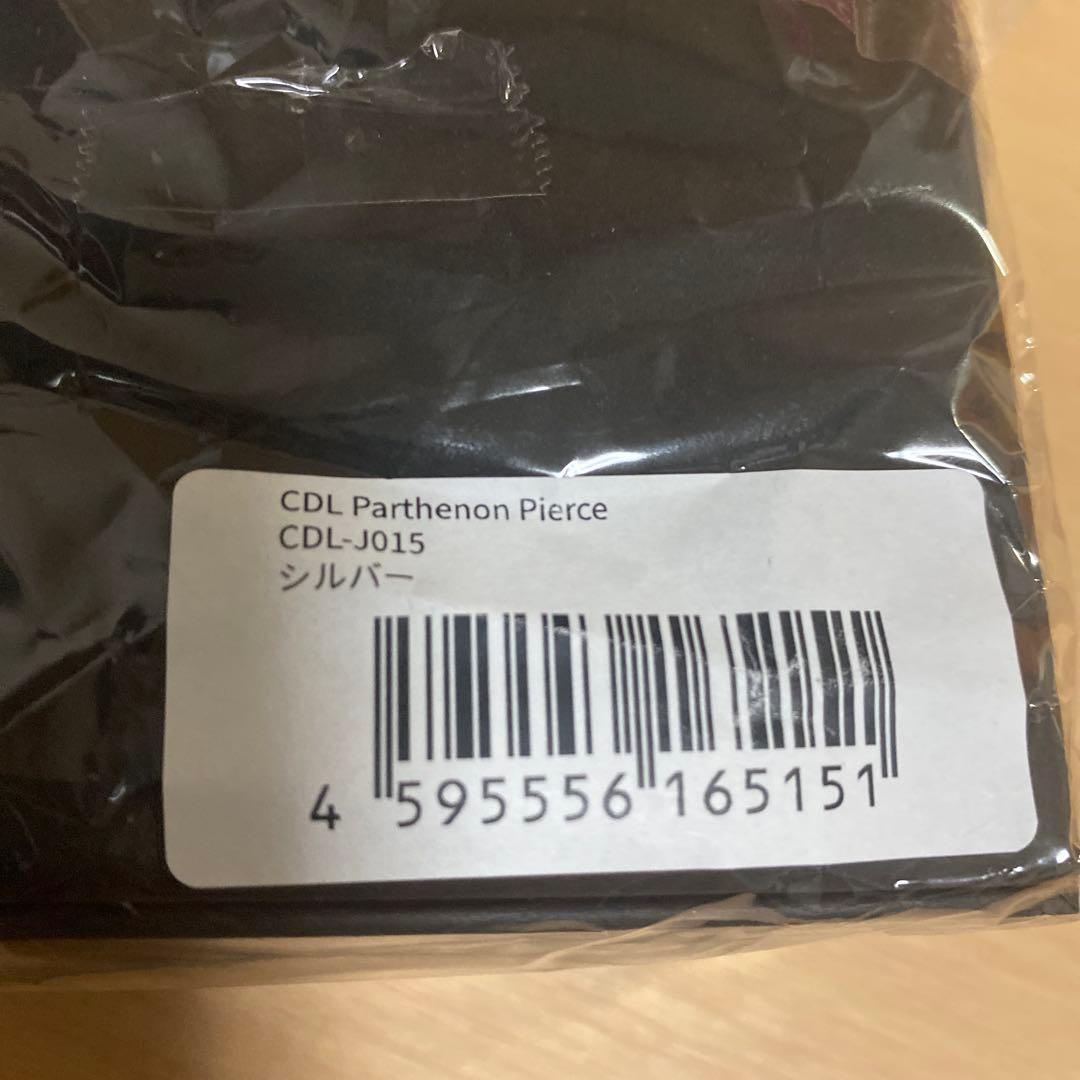 CDL Parthenon Pierce
CDL-J015
シルバー
4 595556 165151